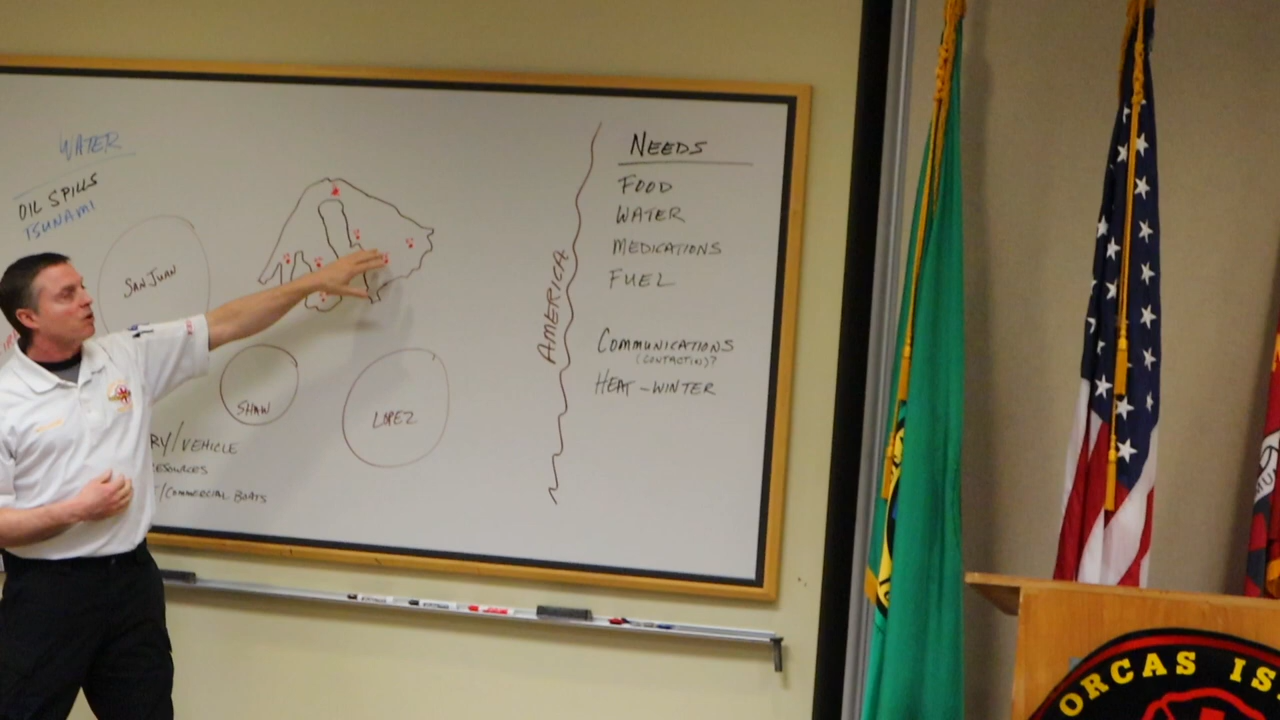 WATER
OIL SPILLS
TSUNAMI
SAN JUAN
SHAW
LOPEZ
RY/VEHICLE
ESOURCES
T/COMMERCIAL BOATS
AMERICA
NEEDS
FOOD
WATER
MEDICATIONS
FUEL
COMMUNICATIONS
HEAT-WINTER
ORCAS IS